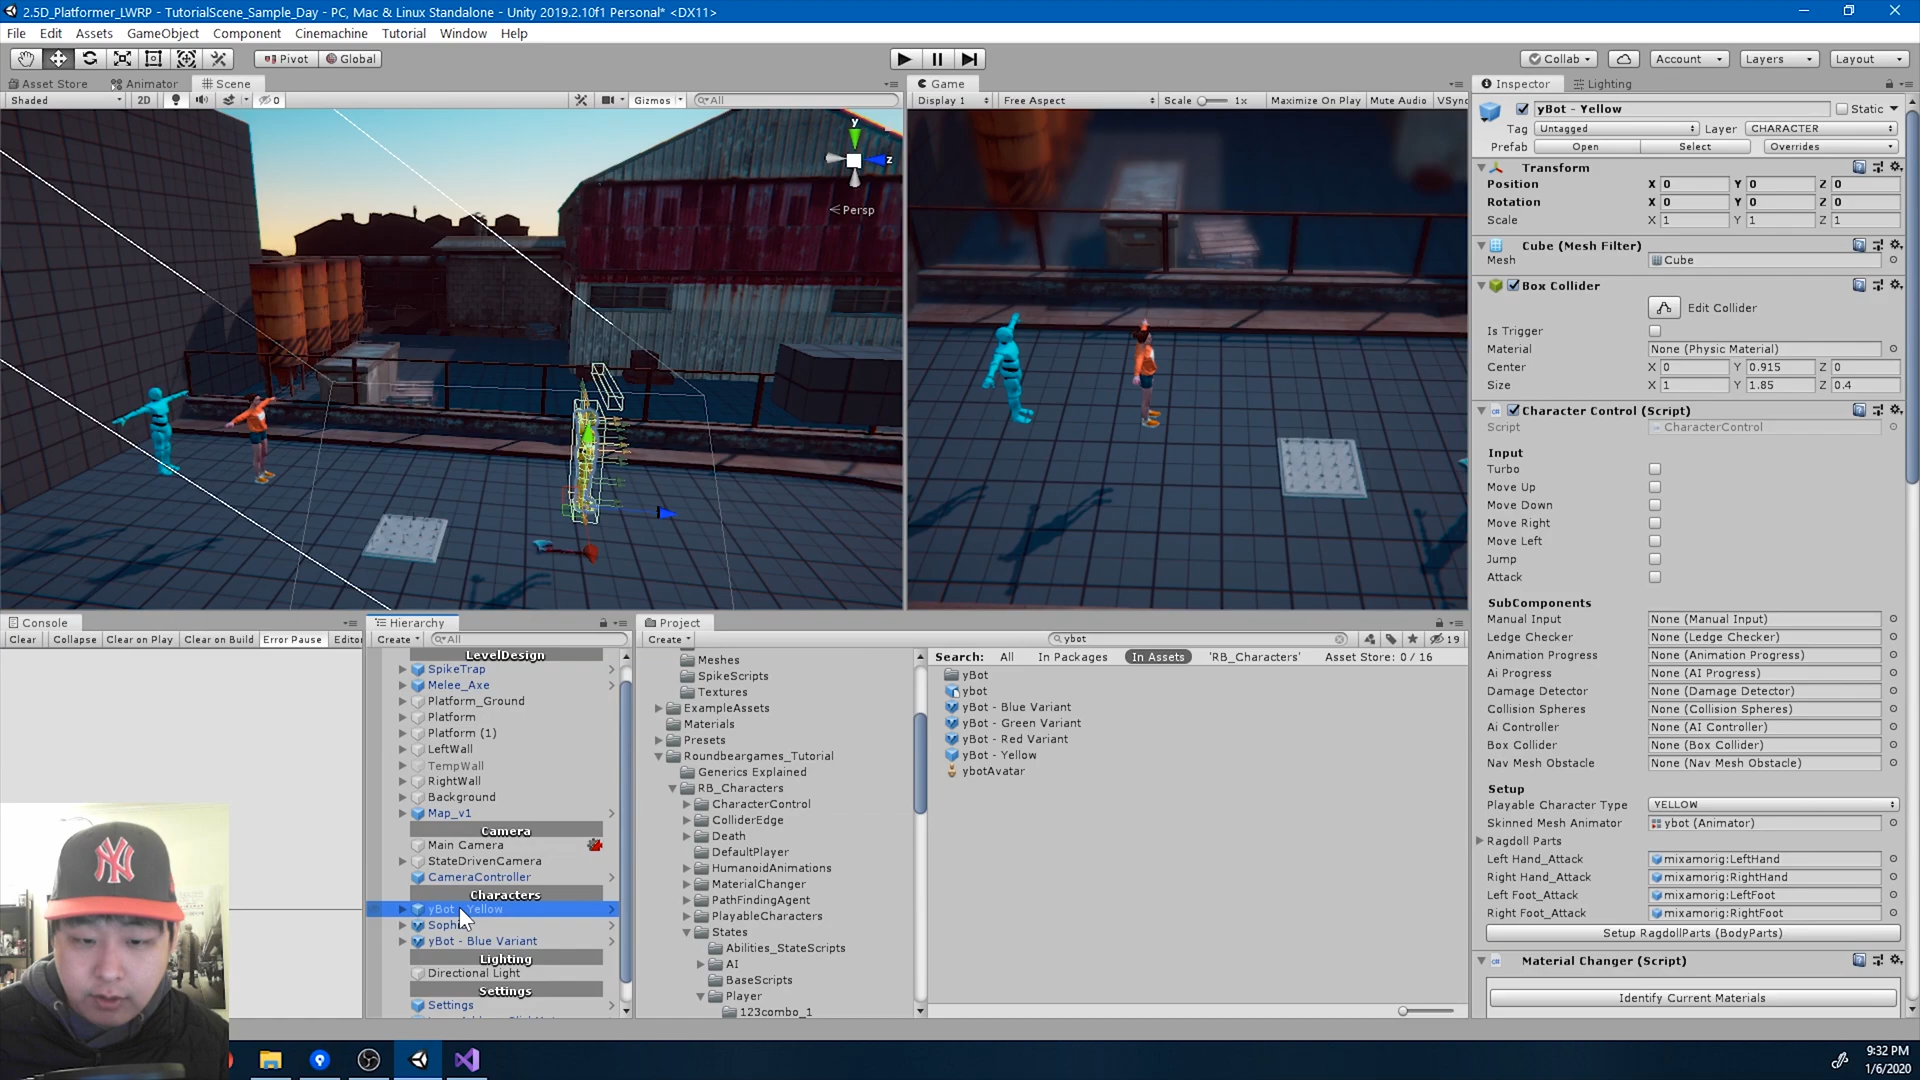 2.5D_Platformer_LWRP - TutorialScene_Sample_Day - PC, Mac & Linux Standalone - Unity 2019.2.10f1 Personal* <DX11>
File Edit Assets GameObject Component Cinemachine Tutorial Window Help
Pivot Global Collab Account Layers Layout
Asset Store Animator Scene
Shaded 2D 0 Gizmos All
y
z
Persp
Game
Display 1 Free Aspect Scale 1x Maximize On Play Mute Audio VSync
Inspector Lighting
yBot - Yellow Static
Tag Untagged Layer CHARACTER
Prefab Open Select Overrides
Transform
Position X 0 Y 0 Z 0
Rotation X 0 Y 0 Z 0
Scale X 1 Y 1 Z 1
Cube (Mesh Filter)
Mesh Cube
Box Collider
Edit Collider
Is Trigger
Material None (Physic Material)
Center X 0 Y 0.915 Z 0
Size X 1 Y 1.85 Z 0.4
Character Control (Script)
Script CharacterControl
Input
Turbo
Move Up
Move Down
Move Right
Move Left
Jump
Attack
SubComponents
Manual Input None (Manual Input)
Ledge Checker None (Ledge Checker)
Animation Progress None (Animation Progress)
Ai Progress None (AI Progress)
Damage Detector None (Damage Detector)
Collision Spheres None (Collision Spheres)
Ai Controller None (AI Controller)
Box Collider None (Box Collider)
Nav Mesh Obstacle None (Nav Mesh Obstacle)
Setup
Playable Character Type YELLOW
Skinned Mesh Animator ybot (Animator)
Ragdoll Parts
Left Hand_Attack mixamorig:LeftHand
Right Hand_Attack mixamorig:RightHand
Left Foot_Attack mixamorig:LeftFoot
Right Foot_Attack mixamorig:RightFoot
Setup RagdollParts (BodyParts)
Material Changer (Script)
Identify Current Materials
Console
Clear Collapse Clear on Play Clear on Build Error Pause Editor
Hierarchy
Create All
LevelDesign
SpikeTrap
Melee_Axe
Platform_Ground
Platform
Platform (1)
LeftWall
TempWall
RightWall
Background
Map_v1
Camera
Main Camera
StateDrivenCamera
CameraController
Characters
yBot - Yellow
Soph
yBot - Blue Variant
Lighting
Directional Light
Settings
Settings
Project
Create ybot 19
Meshes
SpikeScripts
Textures
ExampleAssets
Materials
Presets
Roundbeargames_Tutorial
Generics Explained
RB_Characters
CharacterControl
ColliderEdge
Death
DefaultPlayer
HumanoidAnimations
MaterialChanger
PathFindingAgent
PlayableCharacters
States
Abilities_StateScripts
AI
BaseScripts
Player
123combo_1
Search: All In Packages In Assets 'RB_Characters' Asset Store: 0 / 16
yBot
ybot
yBot - Blue Variant
yBot - Green Variant
yBot - Red Variant
yBot - Yellow
ybotAvatar
9:32 PM
1/6/2020